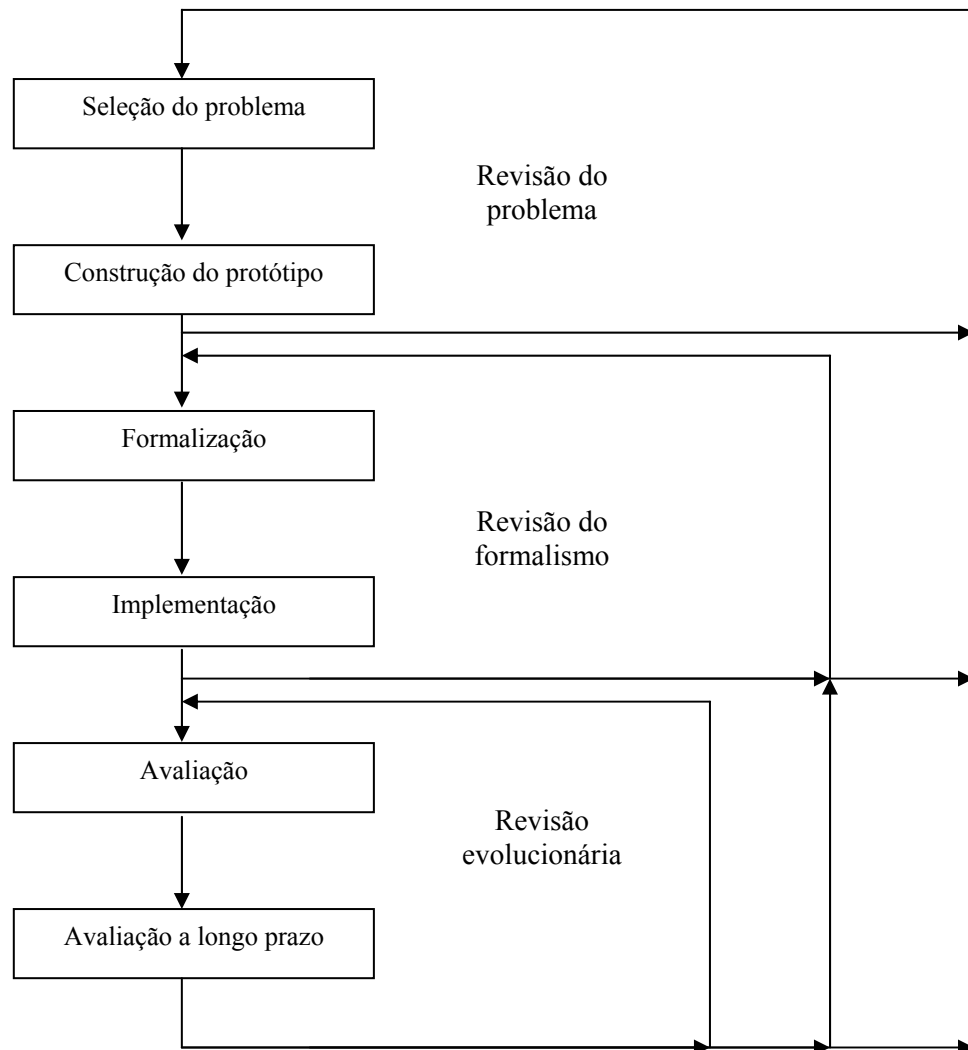 Seleção do problema
Revisão do
problema
Construção do protótipo
Formalização
Revisão do
formalismo
Implementação
Avaliação
Revisão
evolucionária
Avaliação a longo prazo